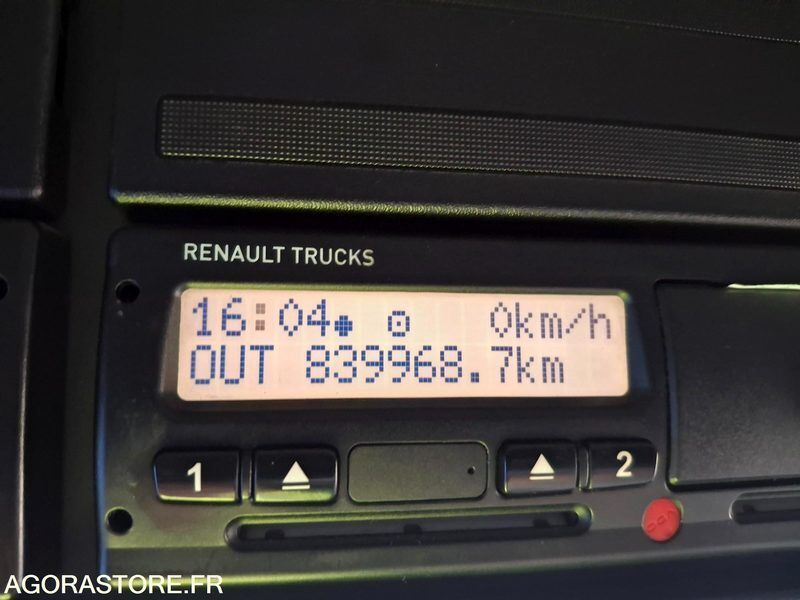 RENAULT TRUCKS
16:04 0km/h
OUT 839968.7km
1 2
AGORASTORE.FR